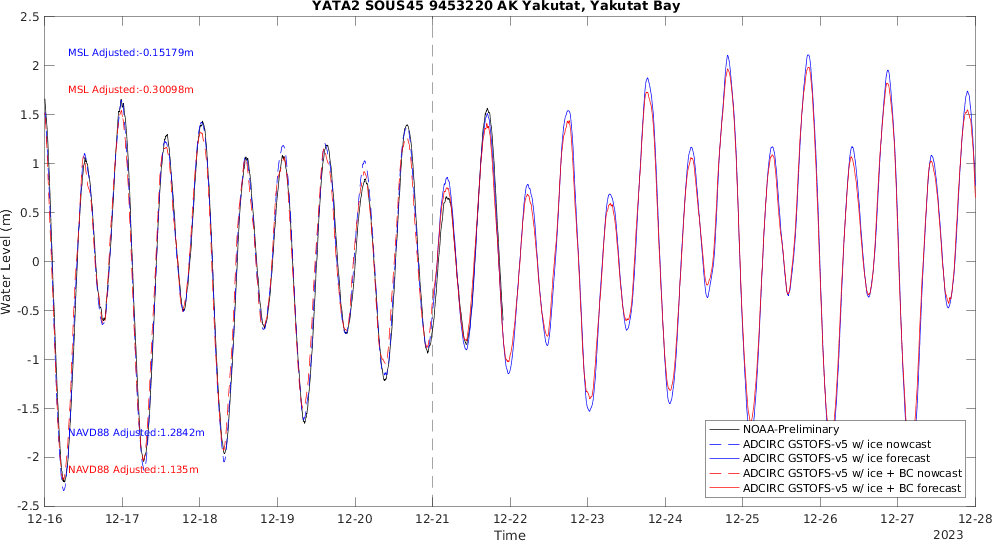 YATA2 SOUS45 9453220 AK Yakutat, Yakutat Bay
2.5
2
1.5
1
0.5
0
-0.5
-1
-1.5
-2
-2.5
Water Level (m)
MSL Adjusted:-0.15179m
MSL Adjusted:-0.30098m
NAVD88 Adjusted:1.2842m
NAVD88 Adjusted:1.135m
NOAA-Preliminary
ADCIRC GSTOFS-v5 w/ ice nowcast
ADCIRC GSTOFS-v5 w/ ice forecast
ADCIRC GSTOFS-v5 w/ ice + BC nowcast
ADCIRC GSTOFS-v5 w/ ice + BC forecast
12-16 12-17 12-18 12-19 12-20 12-21 12-22 12-23 12-24 12-25 12-26 12-27 12-28
Time
2023